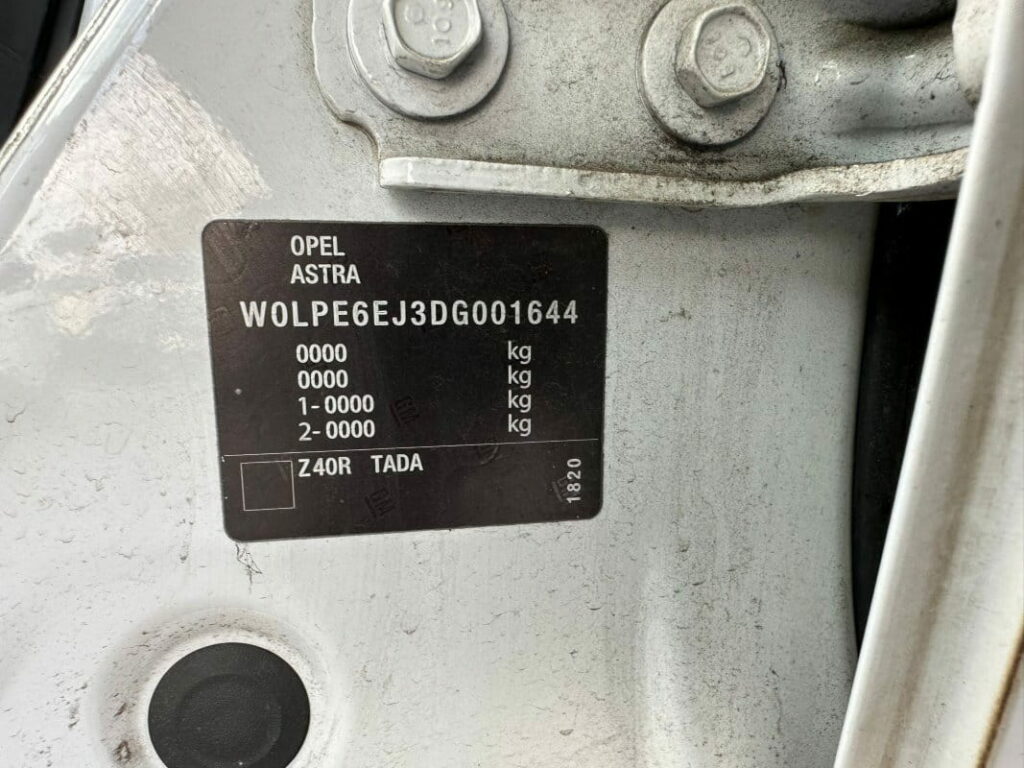 OPEL
ASTRA
W0LPE6EJ3DG001644
0000 kg
0000 kg
1-0000 kg
2-0000 kg
Z40R TADA
1820